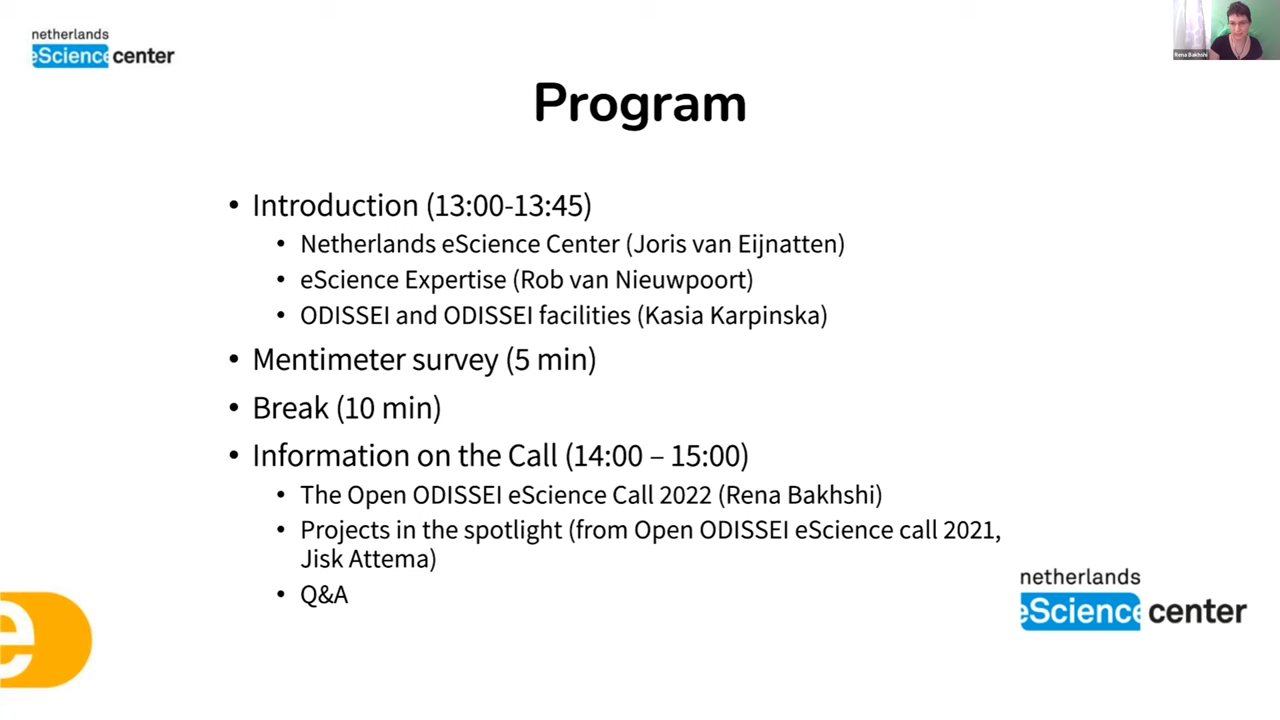 netherlands
eScience center
Rena Bakhshi
Program
• Introduction (13:00-13:45)
• Netherlands eScience Center (Joris van Eijnatten)
• eScience Expertise (Rob van Nieuwpoort)
• ODISSEI and ODISSEI facilities (Kasia Karpinska)
• Mentimeter survey (5 min)
• Break (10 min)
• Information on the Call (14:00 – 15:00)
• The Open ODISSEI eScience Call 2022 (Rena Bakhshi)
• Projects in the spotlight (from Open ODISSEI eScience call 2021,
Jisk Attema)
• Q&A
netherlands
eScience center
e